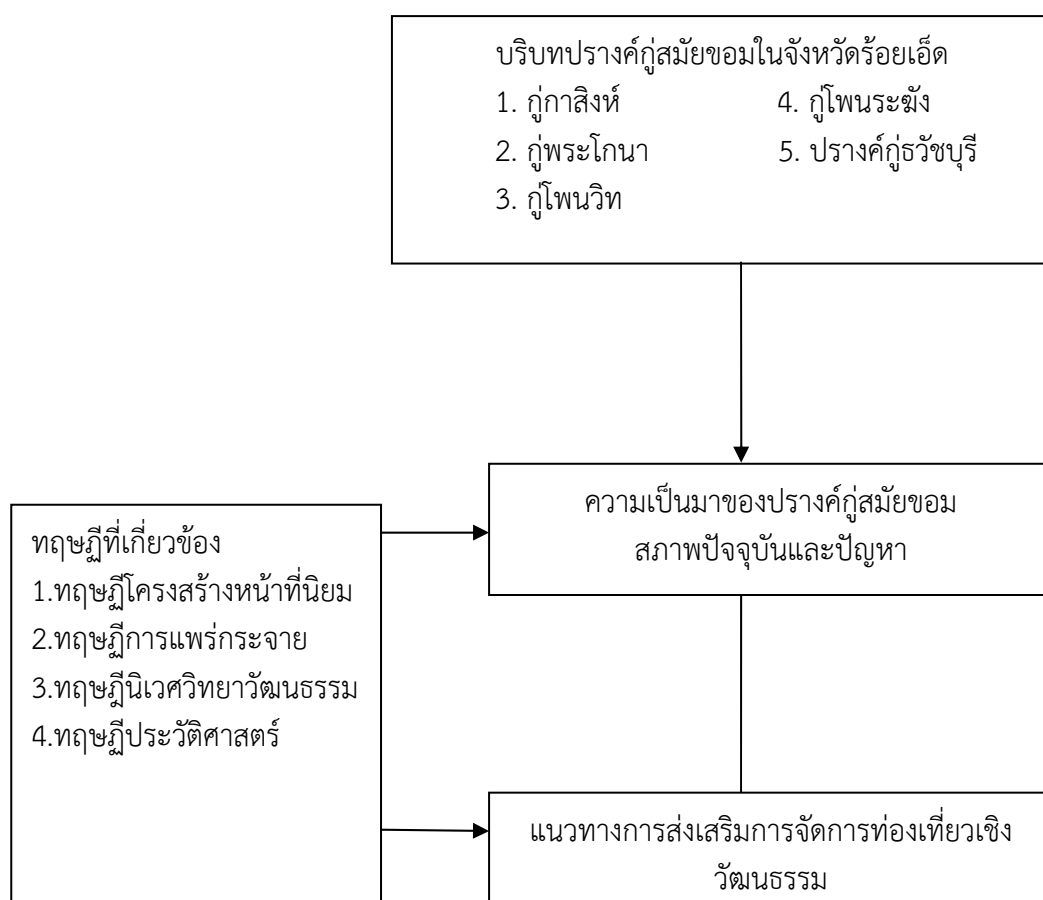 บริบทปรางค์กู่สมัยขอมในจังหวัดร้อยเอ็ด
1. กู่กาสิงห์
4. กู่โพนระฆัง
2. กู่พระโกนา
5. ปรางค์กู่ธวัชบุรี
3. กู่โพนวิท
ความเป็นมาของปรางค์กู่สมัยขอม
สภาพปัจจุบันและปัญหา
ทฤษฏีที่เกี่ยวข้อง
1.ทฤษฏีโครงสร้างหน้าที่นิยม
2.ทฤษฏีการแพร่กระจาย
3.ทฤษฎีนิเวศวิทยาวัฒนธรรม
4.ทฤษฏีประวัติศาสตร์
แนวทางการส่งเสริมการจัดการท่องเที่ยวเชิง
วัฒนธรรม